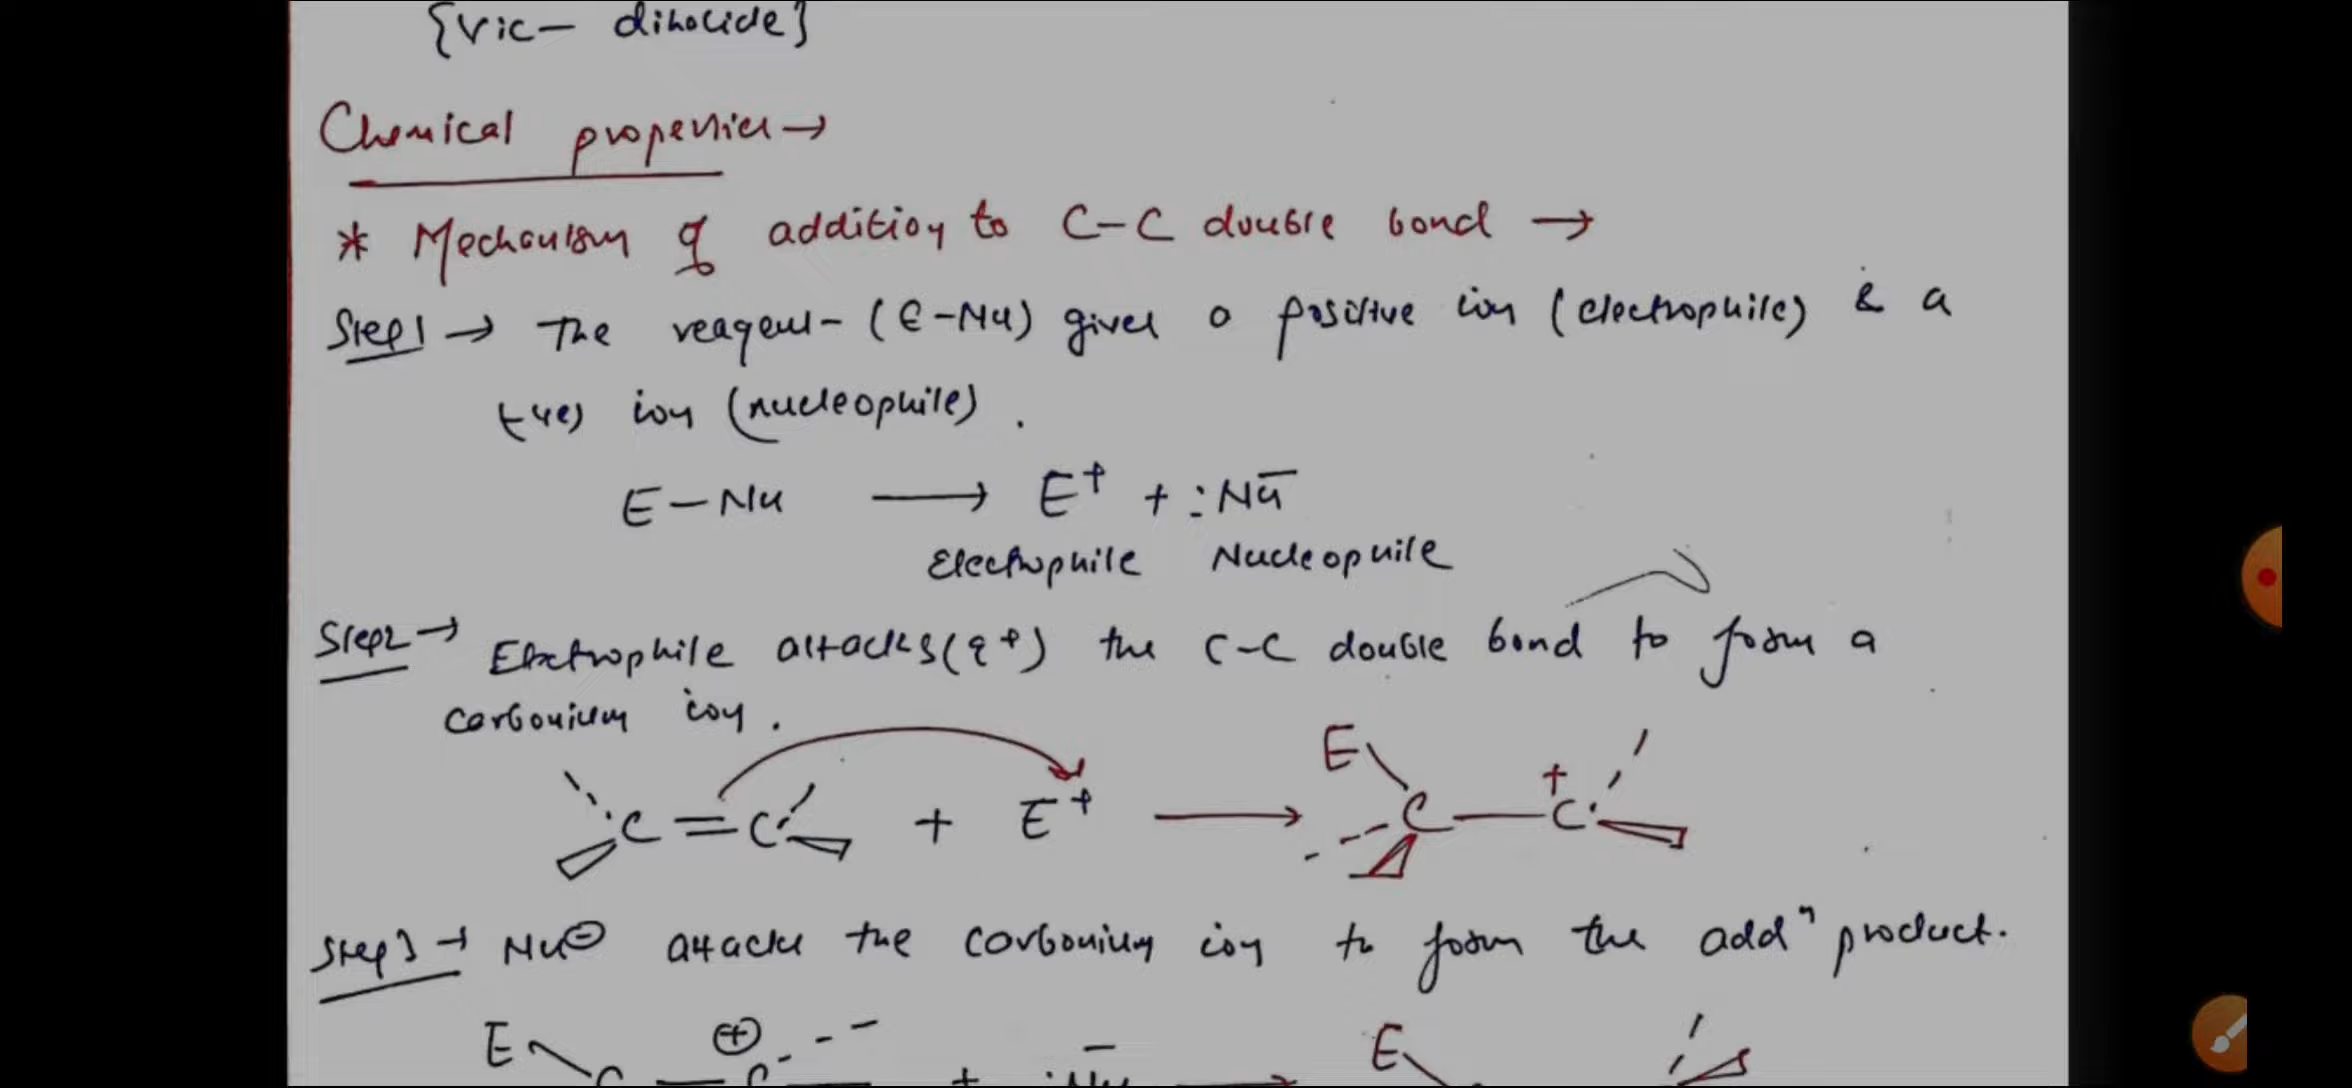 {Vic- dihalide}
Chemical properties →
* Mechanism of addition to C-C double bond →
Step 1 → The reagent- (E-Nu) gives a positive ion (electrophile) & a
(-ve) ion (nucleophile).
E-Nu → E+ + :Nu-
Electrophile Nucleophile
Step 2 → Electrophile attacks (E+) the C-C double bond to form a
carbonium ion.
C=C + E+ → E C - C+
Step 3 → Nu⊖ attacks the carbonium ion to form the addn product.
E C - C ⊕ + :Nu- → E